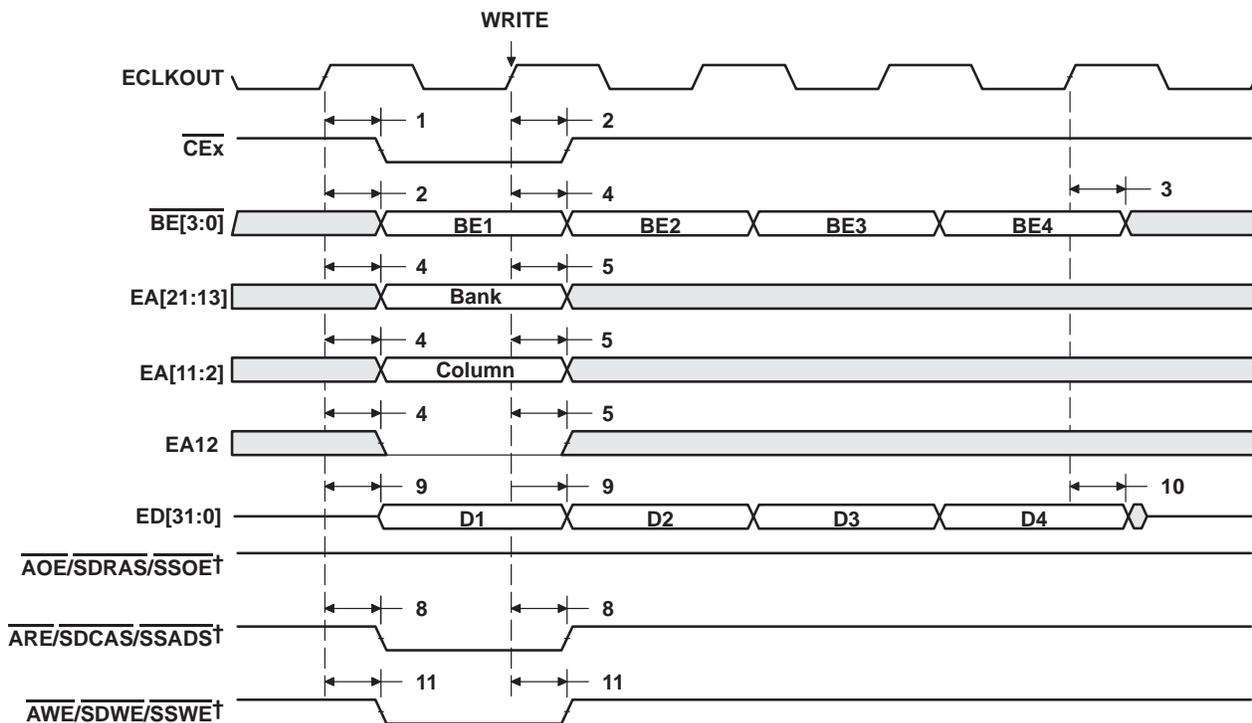 WRITE
ECLKOUT
1 2
CEx
2 4 3
BE[3:0] BE1 BE2 BE3 BE4
4 5
EA[21:13] Bank
4 5
EA[11:2] Column
4 5
EA12
9 9 10
ED[31:0] D1 D2 D3 D4
AOE/SDRAS/SSOE†
8 8
ARE/SDCAS/SSADS†
11 11
AWE/SDWE/SSWE†